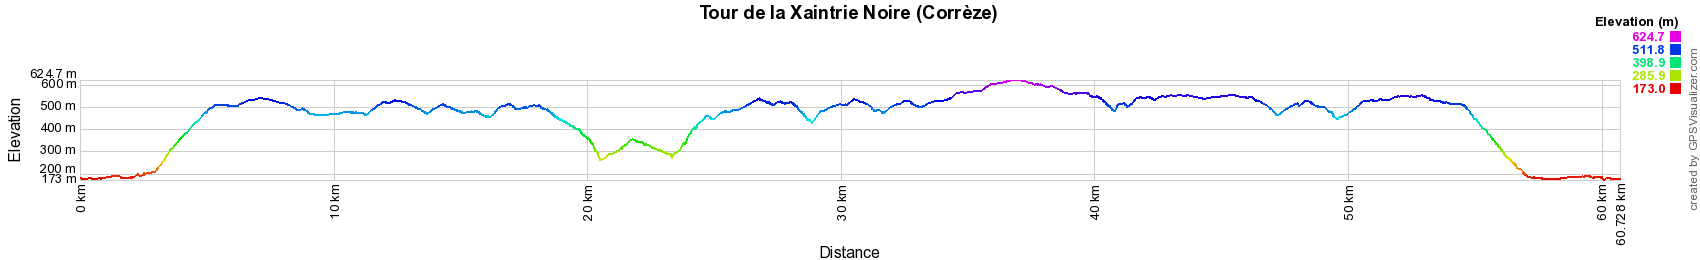 Tour de la Xaintrie Noire (Corrèze)
Elevation (m)
624.7
511.8
398.9
285.9
173.0
created by GPSVisualizer.com
Elevation
624.7 m
600 m
500 m
400 m
300 m
200 m
173 m
0 km
10 km
20 km
30 km
40 km
50 km
60 km
60.728 km
Distance